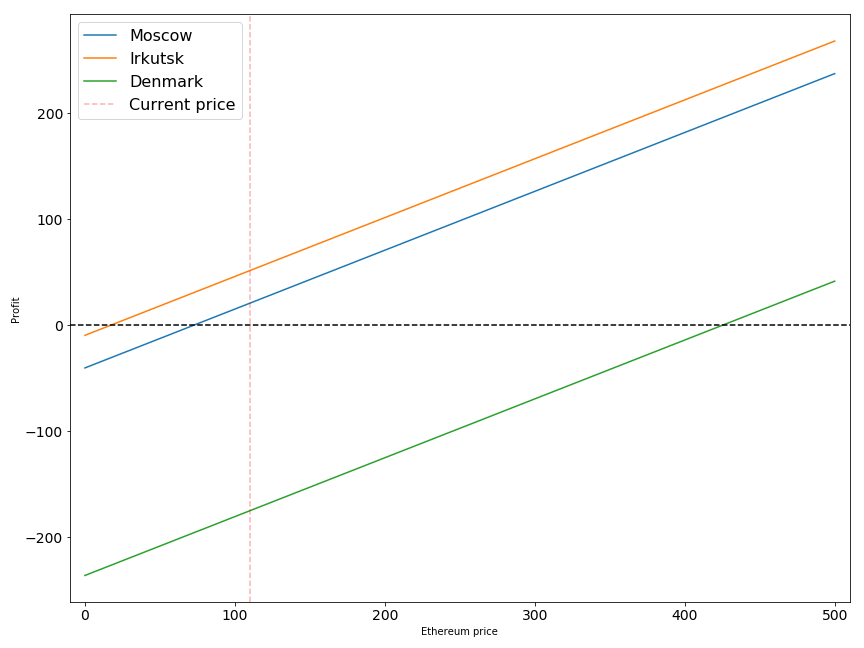 Moscow
Irkutsk
Denmark
Current price
200
100
0
−100
−200
Profit
0 100 200 300 400 500
Ethereum price